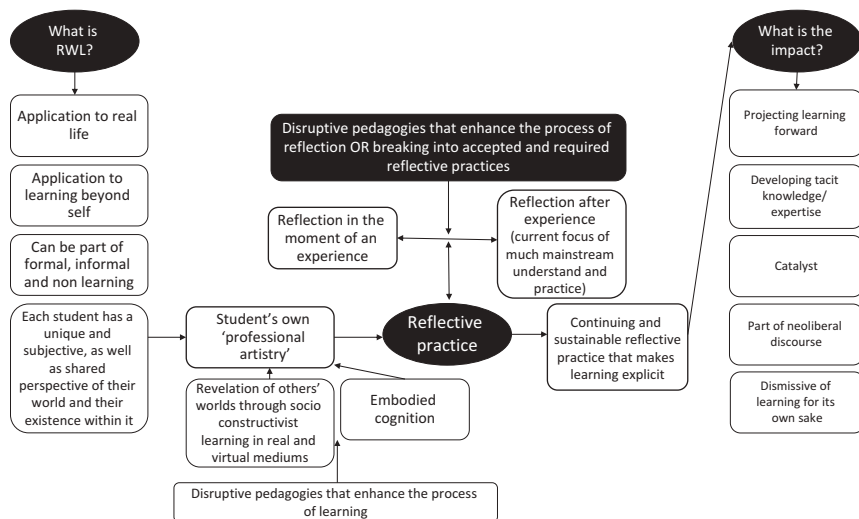 What is
RWL?
Application to real
life
Application to
learning beyond
self
Can be part of
formal, informal
and non learning
Each student has a
unique and
subjective, as well
as shared
perspective of their
world and their
existence within it
Disruptive pedagogies that enhance the process of
reflection OR breaking into accepted and required
reflective practices
Reflection in the
moment of an
experience
Reflection after
experience
(current focus of
much mainstream
understand and
practice)
Student’s own
‘professional
artistry’
Reflective
practice
Continuing and
sustainable reflective
practice that makes
learning explicit
Revelation of others’
worlds through socio
constructivist
learning in real and
virtual mediums
Embodied
cognition
Disruptive pedagogies that enhance the process
of learning
What is the
impact?
Projecting learning
forward
Developing tacit
knowledge/
expertise
Catalyst
Part of neoliberal
discourse
Dismissive of
learning for its own
sake